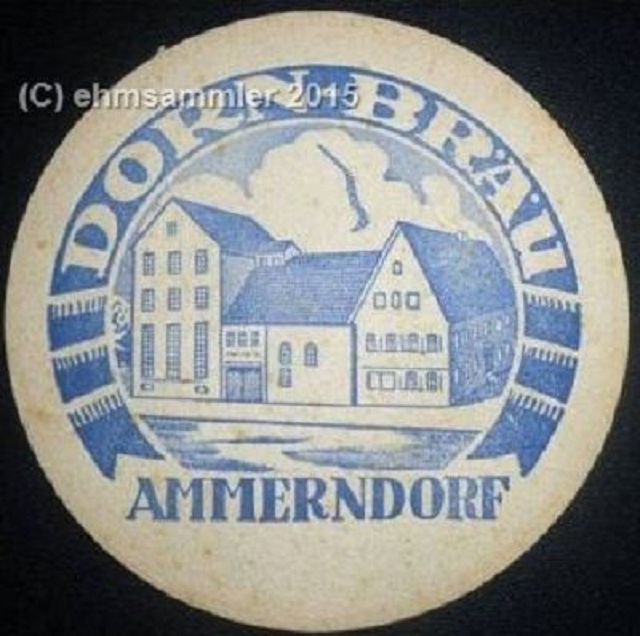 (C) ehmsammler 2015
DORN-BRÄU
AMMERNDORF